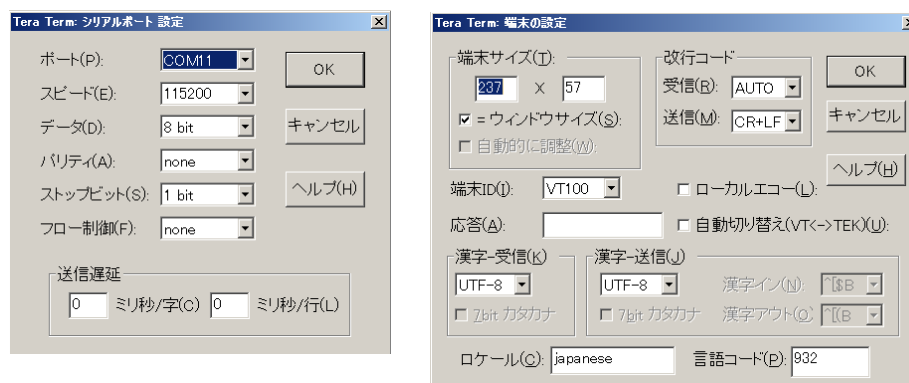 Tera Term: シリアルポート 設定
ポート(P): COM11
OK
スピード(E): 115200
データ(D): 8 bit
キャンセル
パリティ(A): none
ストップビット(S): 1 bit
ヘルプ(H)
フロー制御(F): none
送信遅延
0 ミリ秒/字(C) 0 ミリ秒/行(L)
Tera Term: 端末の設定
端末サイズ(T):
237 X 57
= ウィンドウサイズ(S):
自動的に調整(W):
改行コード
受信(R): AUTO
送信(M): CR+LF
OK
キャンセル
ヘルプ(H)
端末ID(I): VT100
ローカルエコー(L):
応答(A):
自動切り替え(VT<->TEK)(U):
漢字-受信(K)
UTF-8
7bit カタカナ
漢字-送信(J)
UTF-8
漢字イン(N): ^[$B
7bit カタカナ
漢字アウト(O) ^[(B
ロケール(C): japanese
言語コード(P): 932